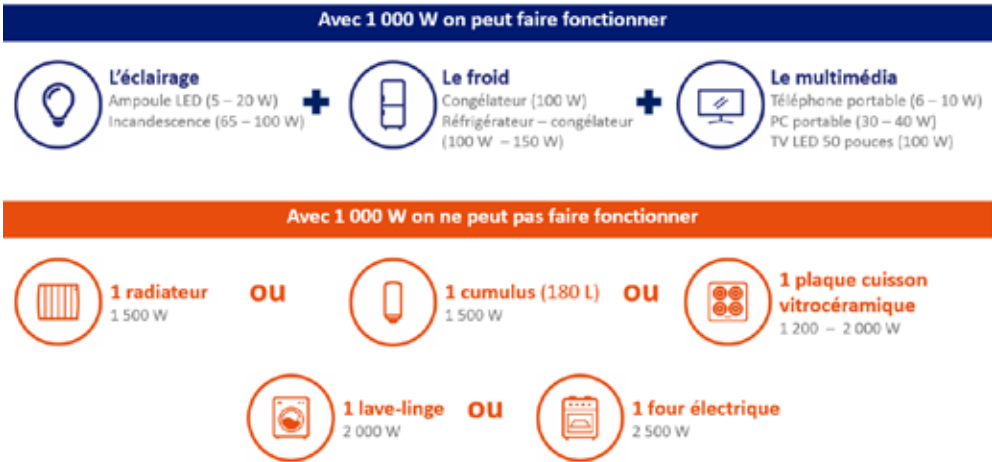 Avec 1 000 W on peut faire fonctionner
L'éclairage
Ampoule LED (5 – 20 W)
Incandescence (65 – 100 W)
Le froid
Congélateur (100 W)
Réfrigérateur – congélateur
(100 W – 150 W)
Le multimédia
Téléphone portable (6 – 10 W)
PC portable (30 – 40 W)
TV LED 50 pouces (100 W)
Avec 1 000 W on ne peut pas faire fonctionner
1 radiateur
1 500 W
ou
1 cumulus (180 L)
1 500 W
ou
1 plaque cuisson
vitrocéramique
1 200 – 2 000 W
1 lave-linge
2 000 W
ou
1 four électrique
2 500 W